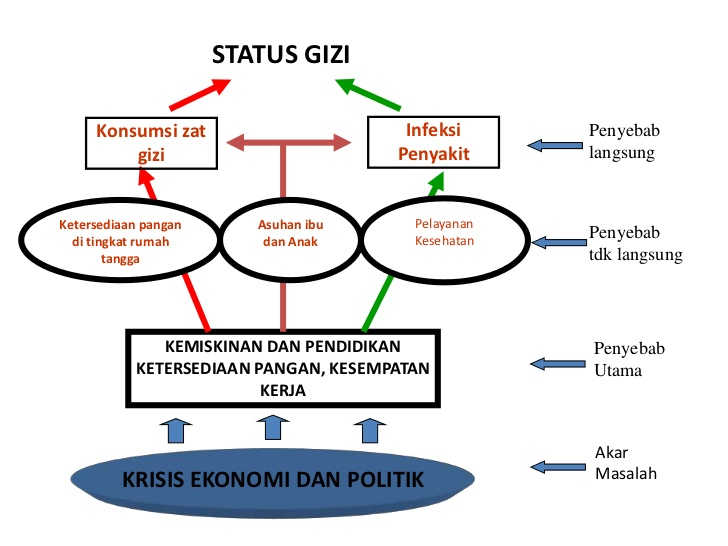 STATUS GIZI
Konsumsi zat
gizi
Infeksi
Penyakit
Penyebab
langsung
Ketersediaan pangan
di tingkat rumah
tangga
Asuhan ibu
dan Anak
Pelayanan
Kesehatan
Penyebab
tdk langsung
KEMISKINAN DAN PENDIDIKAN
KETERSEDIAAN PANGAN, KESEMPATAN
KERJA
Penyebab
Utama
KRISIS EKONOMI DAN POLITIK
Akar
Masalah